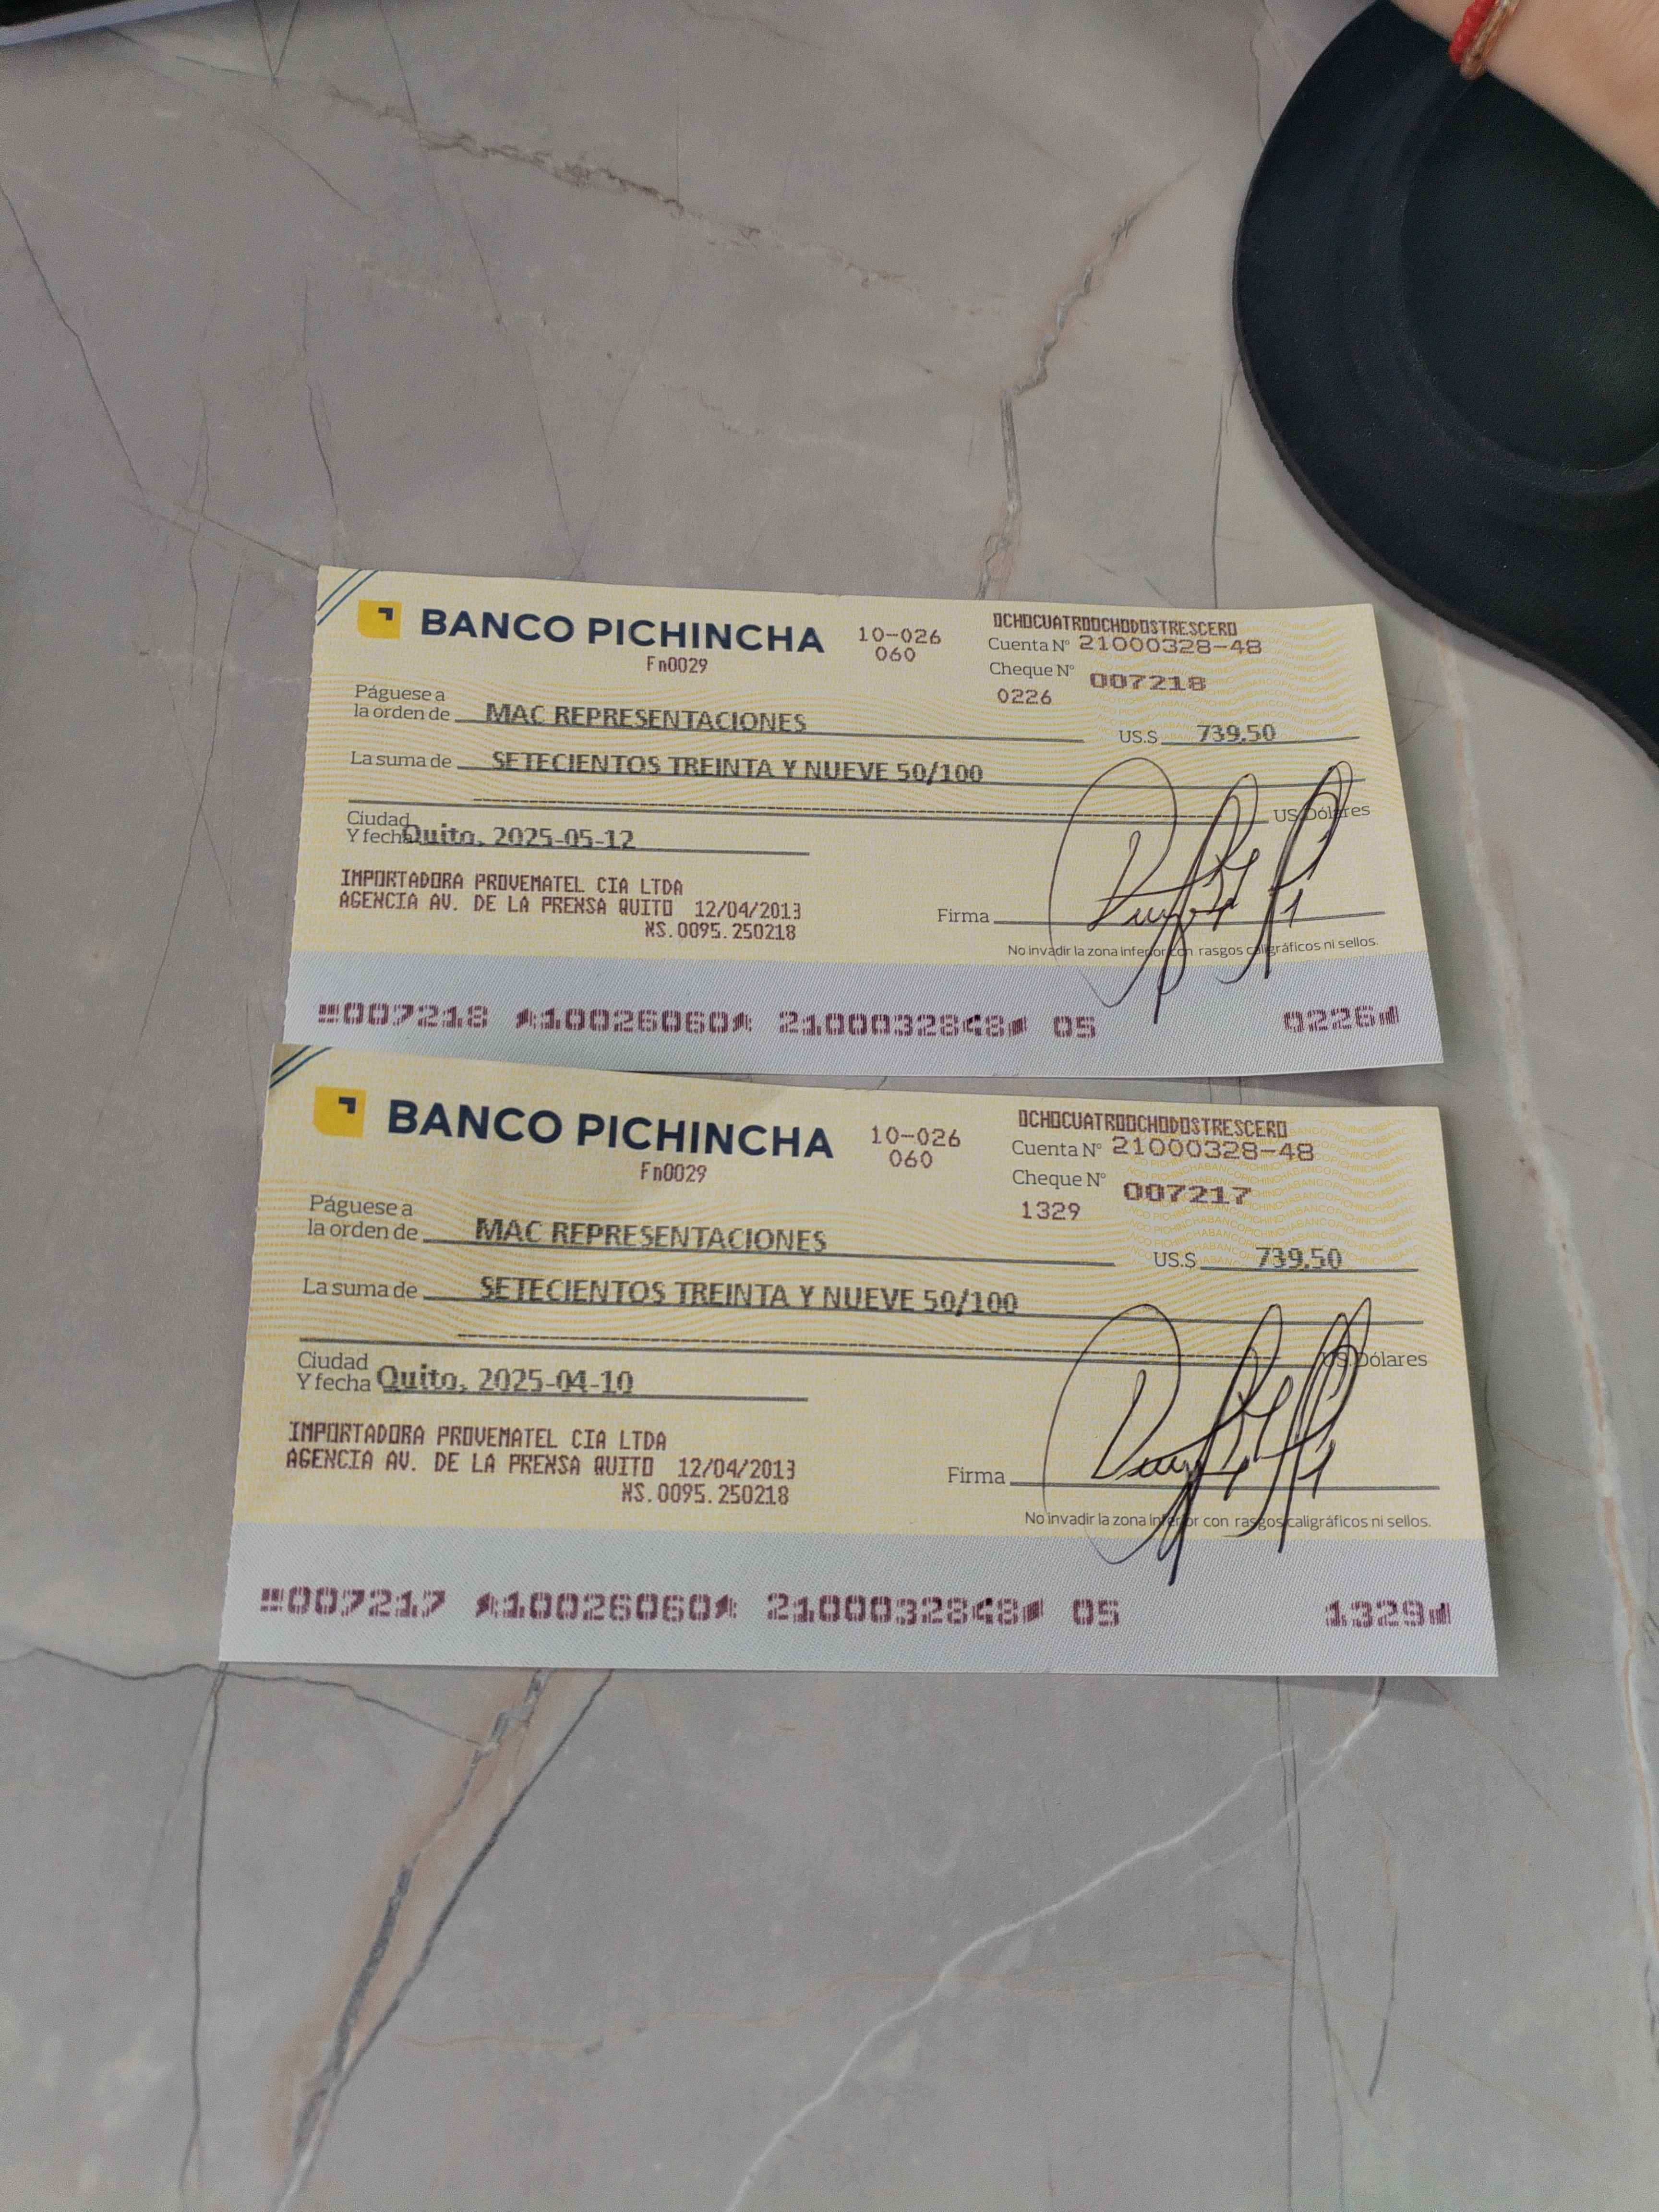 BANCO PICHINCHA
Fn0029
10-026
060
OCHOCUATROOCHODOSTRESCERO
Cuenta Nº 21000328-48
Cheque Nº 007218
0226
Páguese a
la orden de MAC REPRESENTACIONES US.$ 739,50
La suma de SETECIENTOS TREINTA Y NUEVE 50/100
US.Dólares
Ciudad
Y fecha Quito, 2025-05-12
IMPORTADORA PROVEMATEL CIA LTDA
AGENCIA AV. DE LA PRENSA QUITO 12/04/2013
NS.0095.250218
Firma
No invadir la zona inferior con rasgos caligráficos ni sellos.
007218 10026060 2100032848 05 0226
BANCO PICHINCHA
Fn0029
10-026
060
OCHOCUATROOCHODOSTRESCERO
Cuenta Nº 21000328-48
Cheque Nº 007217
1329
Páguese a
la orden de MAC REPRESENTACIONES US.$ 739,50
La suma de SETECIENTOS TREINTA Y NUEVE 50/100
US.Dólares
Ciudad
Y fecha Quito, 2025-04-10
IMPORTADORA PROVEMATEL CIA LTDA
AGENCIA AV. DE LA PRENSA QUITO 12/04/2013
NS.0095.250218
Firma
No invadir la zona inferior con rasgos caligráficos ni sellos.
007217 10026060 2100032848 05 1329